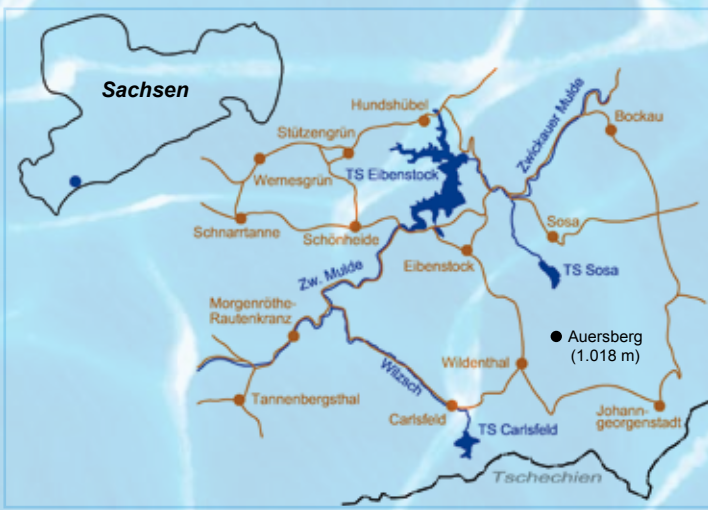 Sachsen
Hundshübel
Zwickauer Mulde
Bockau
Stützengrün
TS Eibenstock
Wernesgrün
Schnarrtanne
Schönheide
Sosa
Eibenstock
TS Sosa
Zw. Mulde
Morgenröthe-
Rautenkranz
Auersberg
(1.018 m)
Wildenthal
Wilzsch
Tannenbergsthal
Carlsfeld
TS Carlsfeld
Johann-
georgenstadt
Tschechien